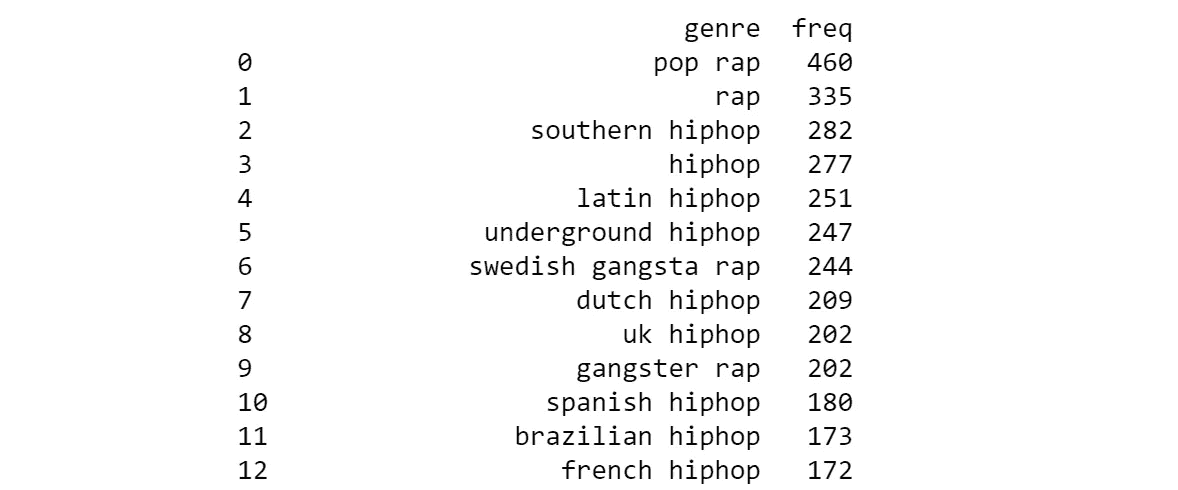 genre freq
0 pop rap 460
1 rap 335
2 southern hiphop 282
3 hiphop 277
4 latin hiphop 251
5 underground hiphop 247
6 swedish gangsta rap 244
7 dutch hiphop 209
8 uk hiphop 202
9 gangster rap 202
10 spanish hiphop 180
11 brazilian hiphop 173
12 french hiphop 172